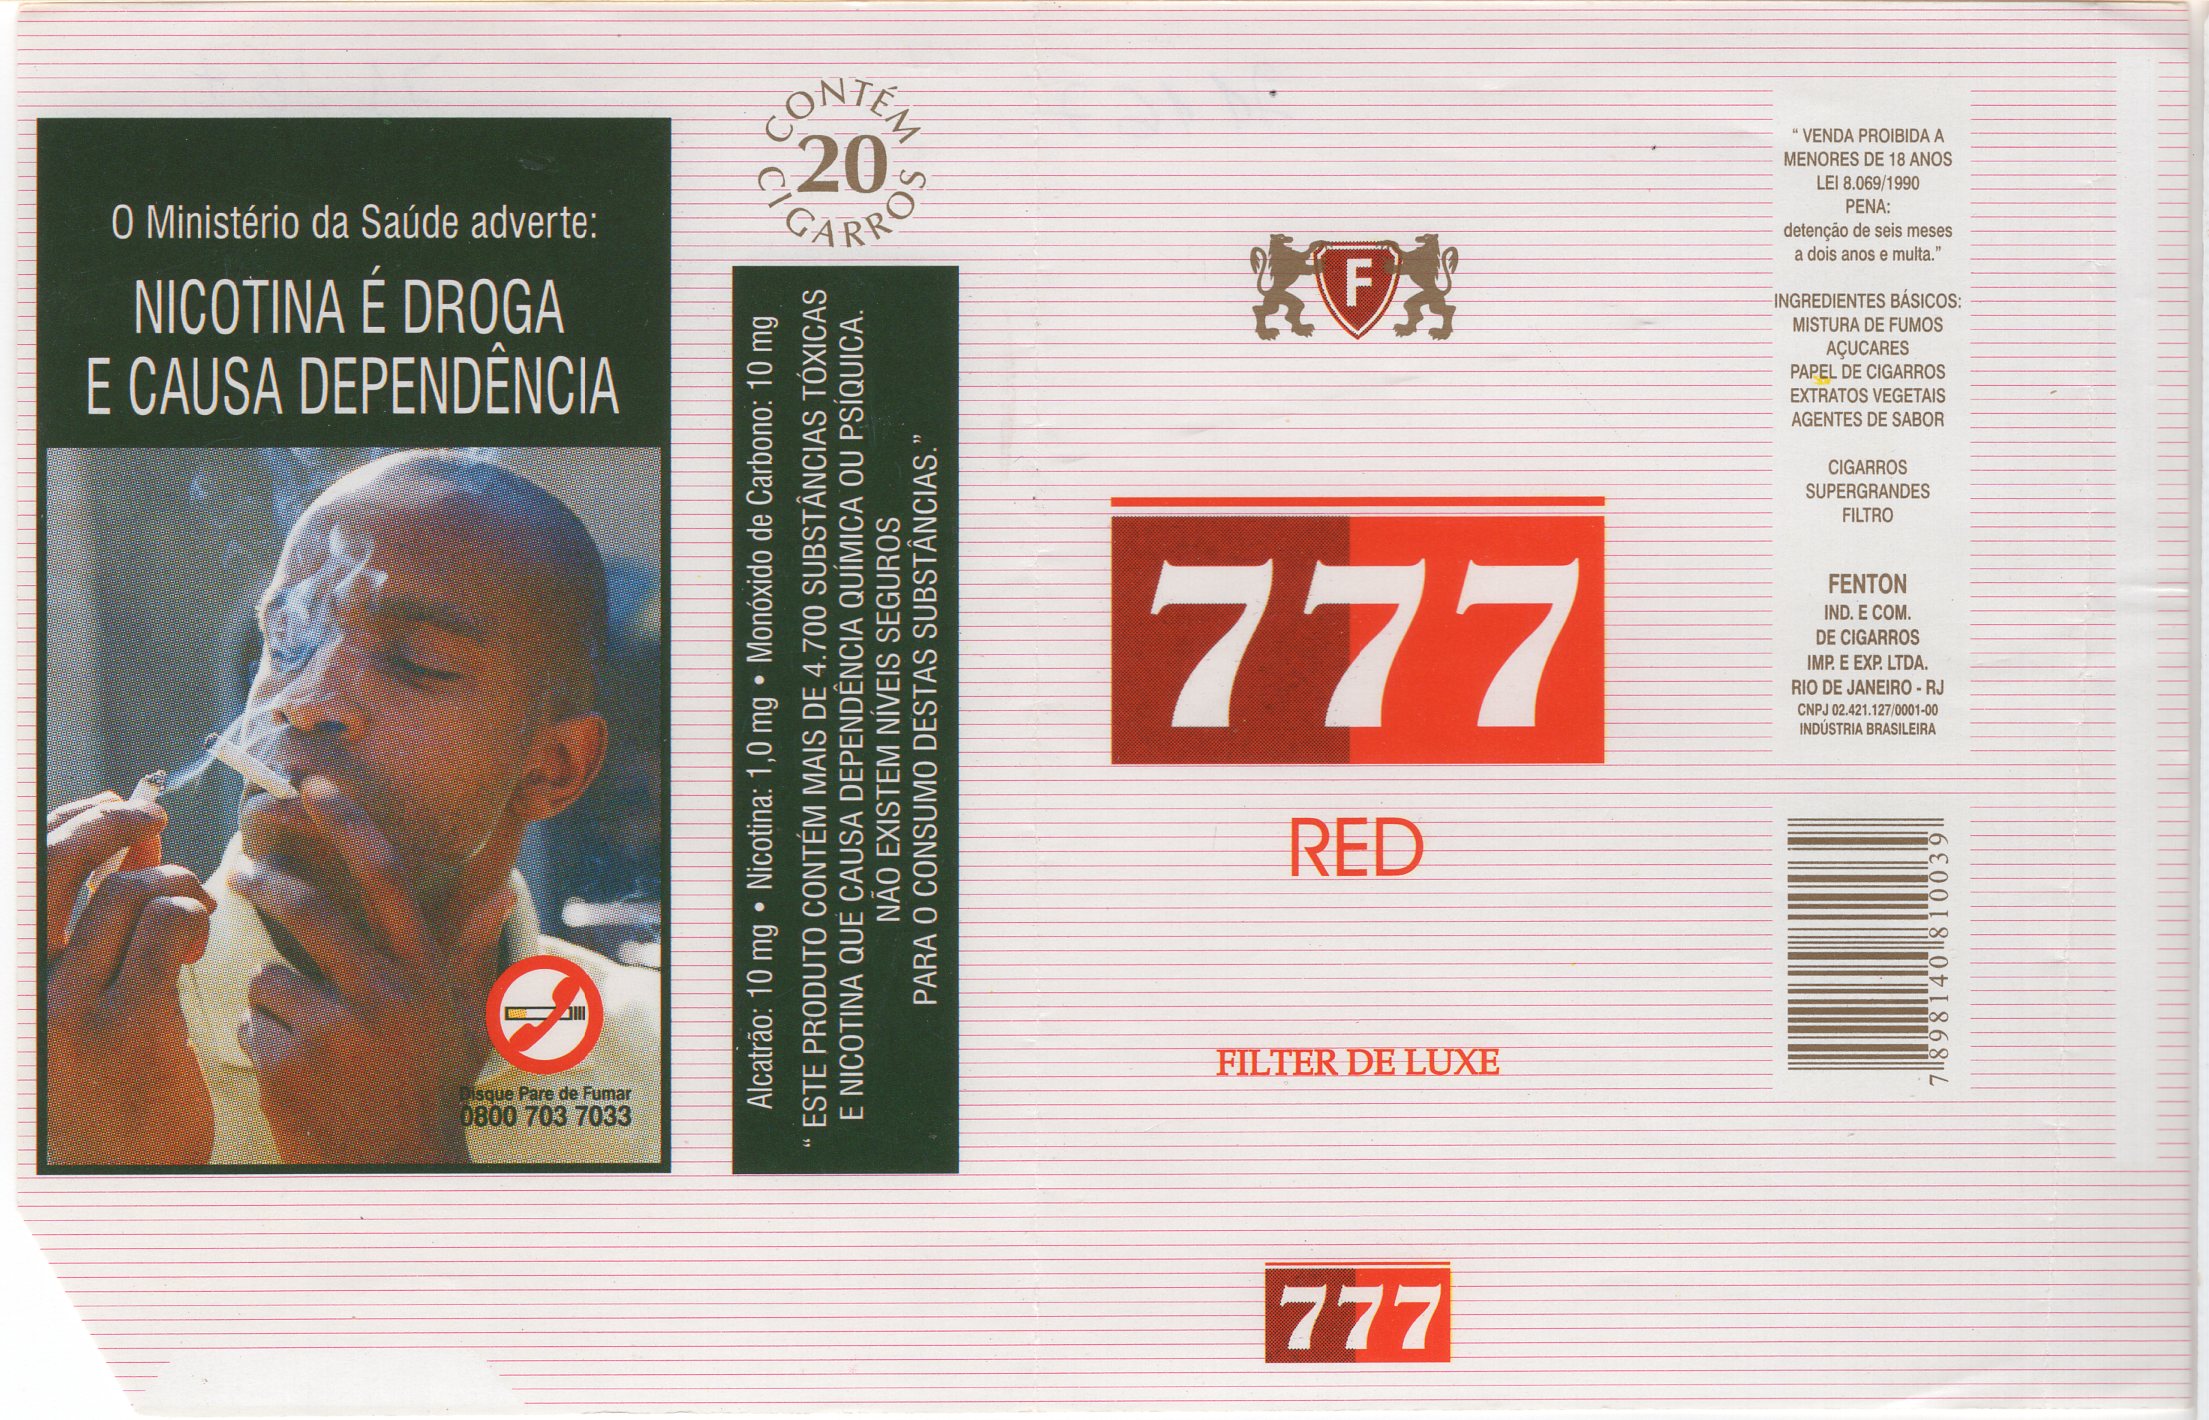 O Ministério da Saúde adverte:
NICOTINA É DROGA
E CAUSA DEPENDÊNCIA
Disque Pare de Fumar
0800 703 7033
CONTÉM
20
CIGARROS
Alcatrão: 10 mg • Nicotina: 1,0 mg • Monóxido de Carbono: 10 mg
“ ESTE PRODUTO CONTÉM MAIS DE 4.700 SUBSTÂNCIAS TÓXICAS
E NICOTINA QUE CAUSA DEPENDÊNCIA QUÍMICA OU PSÍQUICA.
NÃO EXISTEM NÍVEIS SEGUROS
PARA O CONSUMO DESTAS SUBSTÂNCIAS.”
F
777
RED
FILTER DE LUXE
777
“ VENDA PROIBIDA A
MENORES DE 18 ANOS
LEI 8.069/1990
PENA:
detenção de seis meses
a dois anos e multa.”
INGREDIENTES BÁSICOS:
MISTURA DE FUMOS
AÇUCARES
PAPEL DE CIGARROS
EXTRATOS VEGETAIS
AGENTES DE SABOR
CIGARROS
SUPERGRANDES
FILTRO
FENTON
IND. E COM.
DE CIGARROS
IMP. E EXP. LTDA.
RIO DE JANEIRO - RJ
CNPJ 02.421.127/0001-00
INDÚSTRIA BRASILEIRA
7 898140 810039